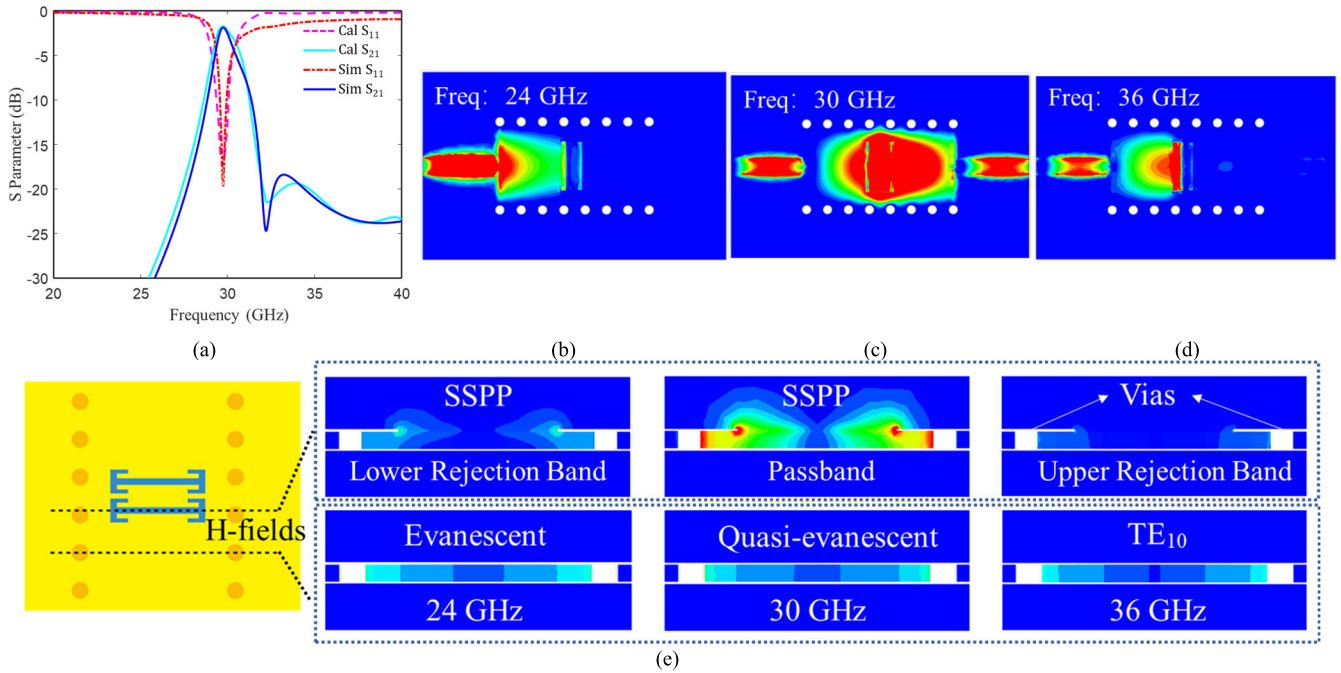 0
-5
-10
-15
-20
-25
-30
20
25
30
35
40
S Parameter (dB)
Frequency (GHz)
Cal S₁₁
Cal S₂₁
Sim S₁₁
Sim S₂₁
Freq: 24 GHz
Freq: 30 GHz
Freq: 36 GHz
(a)
(b)
(c)
(d)
H-fields
SSPP
Lower Rejection Band
SSPP
Passband
Vias
Upper Rejection Band
Evanescent
24 GHz
Quasi-evanescent
30 GHz
TE₁₀
36 GHz
(e)